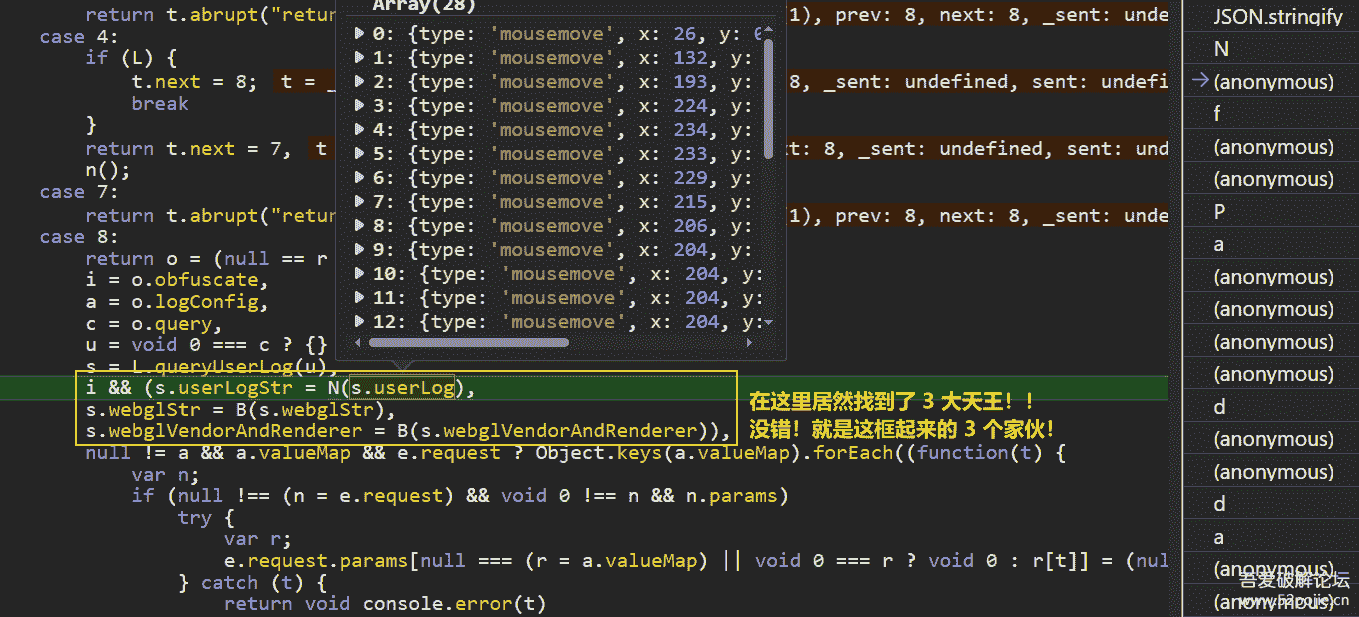 return t.abrupt("retur
case 4:
if (L) {
t.next = 8; t = _
break
}
return t.next = 7, t
n();
case 7:
return t.abrupt("retur
case 8:
return o = (null == r
i = o.obfuscate,
a = o.logConfig,
c = o.query,
u = void 0 === c ? {}
s = L.queryUserLog(u),
i && (s.userLogStr = N(s.userLog),
s.webglStr = B(s.webglStr),
s.webglVendorAndRenderer = B(s.webglVendorAndRenderer)),
null != a && a.valueMap && e.request ? Object.keys(a.valueMap).forEach((function(t) {
var n;
if (null !== (n = e.request) && void 0 !== n && n.params)
try {
var r;
e.request.params[null === (r = a.valueMap) || void 0 === r ? void 0 : r[t]] = (nul
} catch (t) {
return void console.error(t)
Array(28)
0: {type: 'mousemove', x: 26, y: 0
1: {type: 'mousemove', x: 132, y:
2: {type: 'mousemove', x: 193, y:
3: {type: 'mousemove', x: 224, y:
4: {type: 'mousemove', x: 234, y:
5: {type: 'mousemove', x: 233, y:
6: {type: 'mousemove', x: 229, y:
7: {type: 'mousemove', x: 215, y:
8: {type: 'mousemove', x: 206, y:
9: {type: 'mousemove', x: 204, y:
10: {type: 'mousemove', x: 204, y:
11: {type: 'mousemove', x: 204, y:
12: {type: 'mousemove', x: 204, y:
1), prev: 8, next: 8, _sent: unde
8, _sent: undefined, sent: undefi
t: 8, _sent: undefined, sent: und
1), prev: 8, next: 8, _sent: unde
在这里居然找到了 3 大天王！！
没错！就是这框起来的 3 个家伙！
JSON.stringify
N
(anonymous)
f
(anonymous)
(anonymous)
P
a
(anonymous)
(anonymous)
(anonymous)
(anonymous)
d
(anonymous)
(anonymous)
d
a
(anonymous)
(anonymous)
吾爱破解论坛
www.52pojie.cn